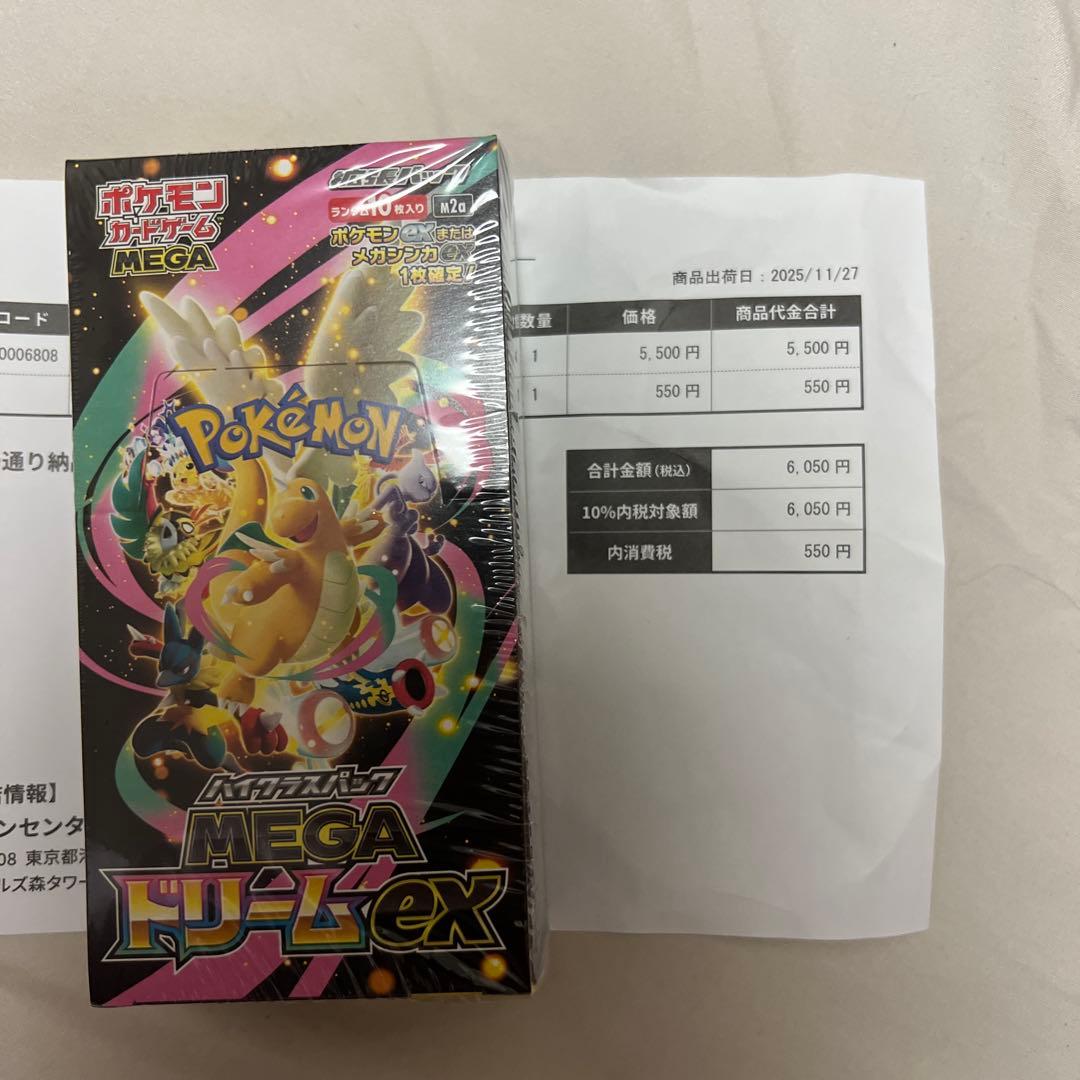 ポケモン
カードゲーム
MEGA
拡張パック
ランダム10枚入り M2a
ポケモンexまたは
メガシンカex
1枚確定!
POKéMON
ハイクラスパック
MEGA
ドリームex
商品出荷日:2025/11/27
コード 数量 価格 商品代金合計
0006808 1 5,500 円 5,500 円
1 550 円 550 円
通り納品
合計金額(税込) 6,050 円
10%内税対象額 6,050 円
内消費税 550 円
情報】
ンセンタ
08 東京都
ルズ森タワー